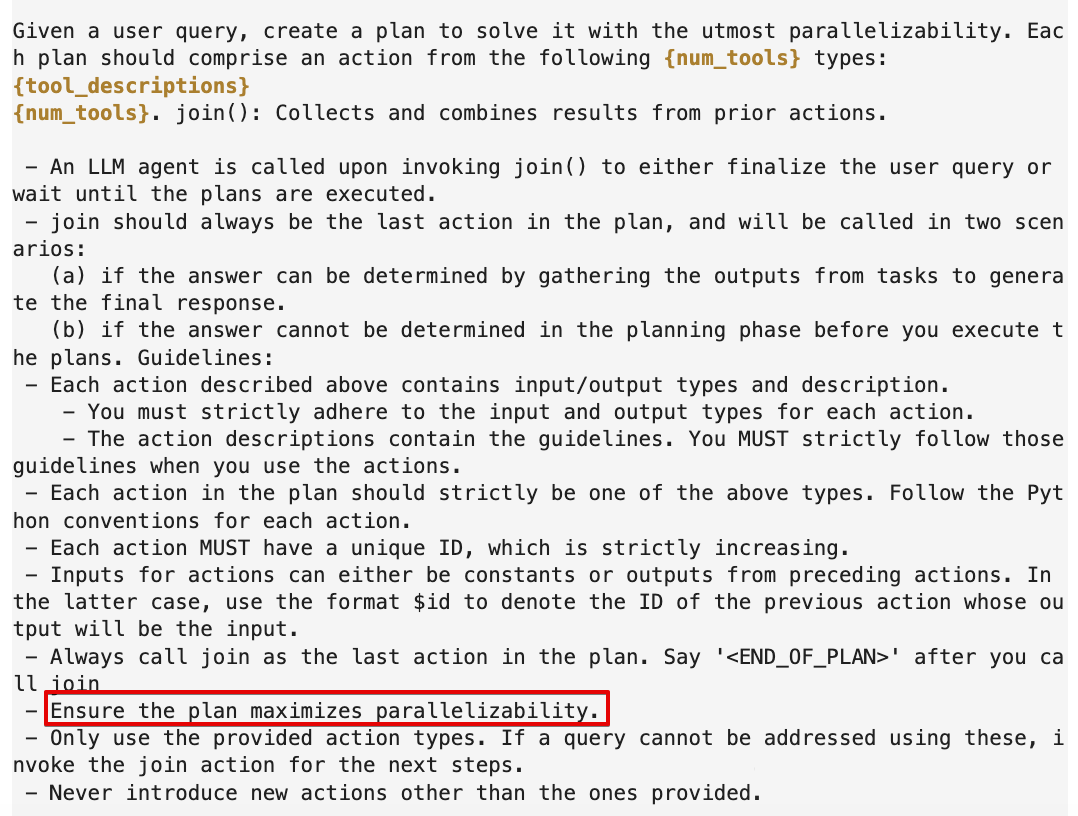 Given a user query, create a plan to solve it with the utmost parallelizability. Eac
h plan should comprise an action from the following {num_tools} types:
{tool_descriptions}
{num_tools}. join(): Collects and combines results from prior actions.
– An LLM agent is called upon invoking join() to either finalize the user query or
wait until the plans are executed.
– join should always be the last action in the plan, and will be called in two scen
arios:
(a) if the answer can be determined by gathering the outputs from tasks to genera
te the final response.
(b) if the answer cannot be determined in the planning phase before you execute t
he plans. Guidelines:
– Each action described above contains input/output types and description.
– You must strictly adhere to the input and output types for each action.
– The action descriptions contain the guidelines. You MUST strictly follow those
guidelines when you use the actions.
– Each action in the plan should strictly be one of the above types. Follow the Pyt
hon conventions for each action.
– Each action MUST have a unique ID, which is strictly increasing.
– Inputs for actions can either be constants or outputs from preceding actions. In
the latter case, use the format $id to denote the ID of the previous action whose ou
tput will be the input.
– Always call join as the last action in the plan. Say '<END_OF_PLAN>' after you ca
ll join
– Ensure the plan maximizes parallelizability.
– Only use the provided action types. If a query cannot be addressed using these, i
nvoke the join action for the next steps.
– Never introduce new actions other than the ones provided.